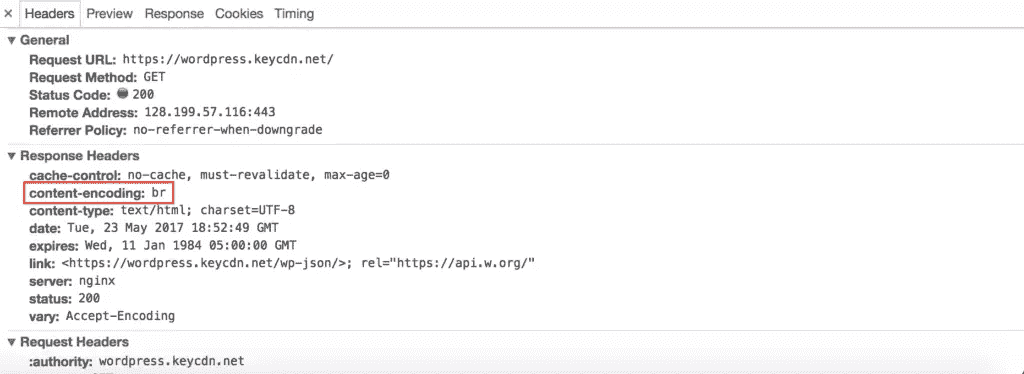 × Headers Preview Response Cookies Timing
▼ General
Request URL: https://wordpress.keycdn.net/
Request Method: GET
Status Code: 200
Remote Address: 128.199.57.116:443
Referrer Policy: no-referrer-when-downgrade
▼ Response Headers
cache-control: no-cache, must-revalidate, max-age=0
content-encoding: br
content-type: text/html; charset=UTF-8
date: Tue, 23 May 2017 18:52:49 GMT
expires: Wed, 11 Jan 1984 05:00:00 GMT
link: <https://wordpress.keycdn.net/wp-json/>; rel="https://api.w.org/"
server: nginx
status: 200
vary: Accept-Encoding
▼ Request Headers
:authority: wordpress.keycdn.net